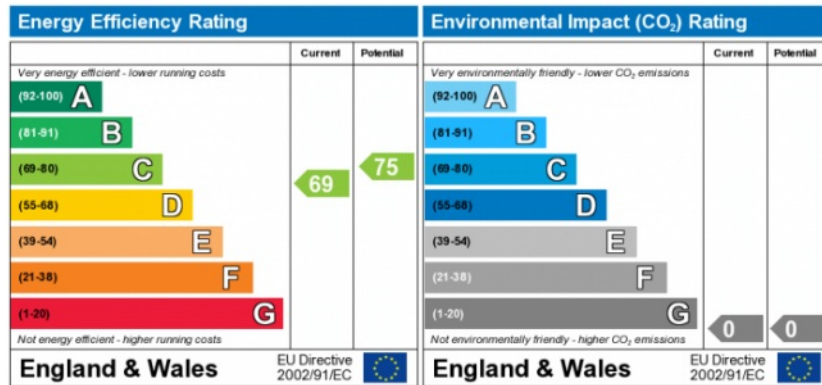 Energy Efficiency Rating
Current Potential
Very energy efficient - lower running costs
(92-100) A
(81-91) B
(69-80) C
(55-68) D
(39-54) E
(21-38) F
(1-20) G
69
75
Not energy efficient - higher running costs
England & Wales
EU Directive
2002/91/EC
Environmental Impact (CO₂) Rating
Current Potential
Very environmentally friendly - lower CO₂ emissions
(92-100) A
(81-91) B
(69-80) C
(55-68) D
(39-54) E
(21-38) F
(1-20) G
0
0
Not environmentally friendly - higher CO₂ emissions
England & Wales
EU Directive
2002/91/EC